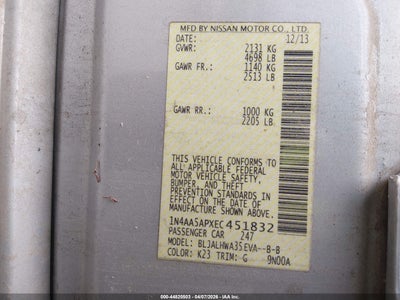 MFD BY NISSAN MOTOR CO., LTD.
DATE: 12/13
GVWR: 2131 KG
4698 LB
GAWR FR.: 1140 KG
2513 LB
GAWR RR.: 1000 KG
2205 LB
THIS VEHICLE CONFORMS TO
ALL APPLICABLE FEDERAL
MOTOR VEHICLE SAFETY,
BUMPER, AND THEFT
PREVENTION STANDARDS IN
EFFECT ON THE DATE OF
MANUFACTURE SHOWN ABOVE.
1N4AA5APXEC451832
PASSENGER CAR 247
MODEL: BLJALHWA35EVA--B-B
COLOR: K23 TRIM: G 9N00A
IAA
Stock No: 44620503 | 04/07/2026 -